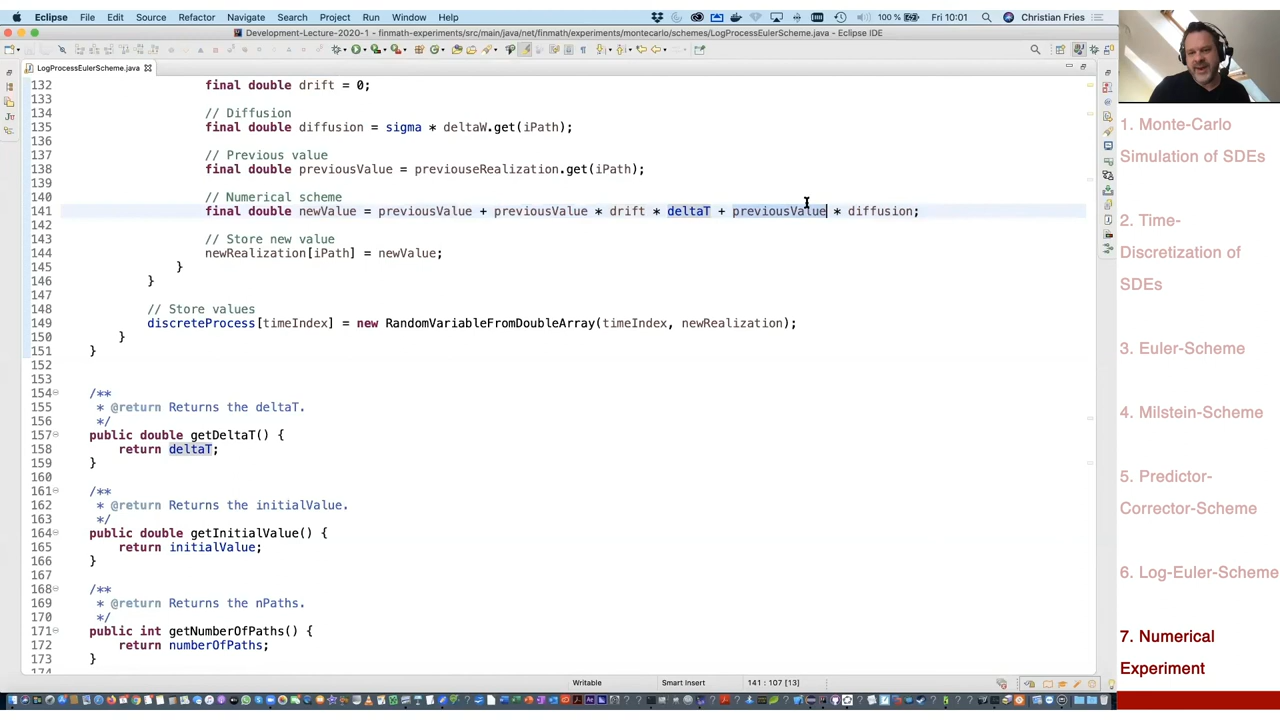 Eclipse File Edit Source Refactor Navigate Search Project Run Window Help 100 % Fri 10:01 Christian Fries
Development-Lecture-2020-1 - finmath-experiments/src/main/java/net/finmath/experiments/montecarlo/schemes/LogProcessEulerScheme.java - Eclipse IDE
LogProcessEulerScheme.java
132 final double drift = 0;
133
134 // Diffusion
135 final double diffusion = sigma * deltaW.get(iPath);
136
137 // Previous value
138 final double previousValue = previouseRealization.get(iPath);
139
140 // Numerical scheme
141 final double newValue = previousValue + previousValue * drift * deltaT + previousValue * diffusion;
142
143 // Store new value
144 newRealization[iPath] = newValue;
145 }
146 }
147
148 // Store values
149 discreteProcess[timeIndex] = new RandomVariableFromDoubleArray(timeIndex, newRealization);
150 }
151 }
152
153
154 /**
155 * @return Returns the deltaT.
156 */
157 public double getDeltaT() {
158 return deltaT;
159 }
160
161 /**
162 * @return Returns the initialValue.
163 */
164 public double getInitialValue() {
165 return initialValue;
166 }
167
168 /**
169 * @return Returns the nPaths.
170 */
171 public int getNumberOfPaths() {
172 return numberOfPaths;
173 }
174
Writable Smart Insert 141 : 107 [13]
1. Monte-Carlo
Simulation of SDEs
2. Time-
Discretization of
SDEs
3. Euler-Scheme
4. Milstein-Scheme
5. Predictor-
Corrector-Scheme
6. Log-Euler-Scheme
7. Numerical
Experiment